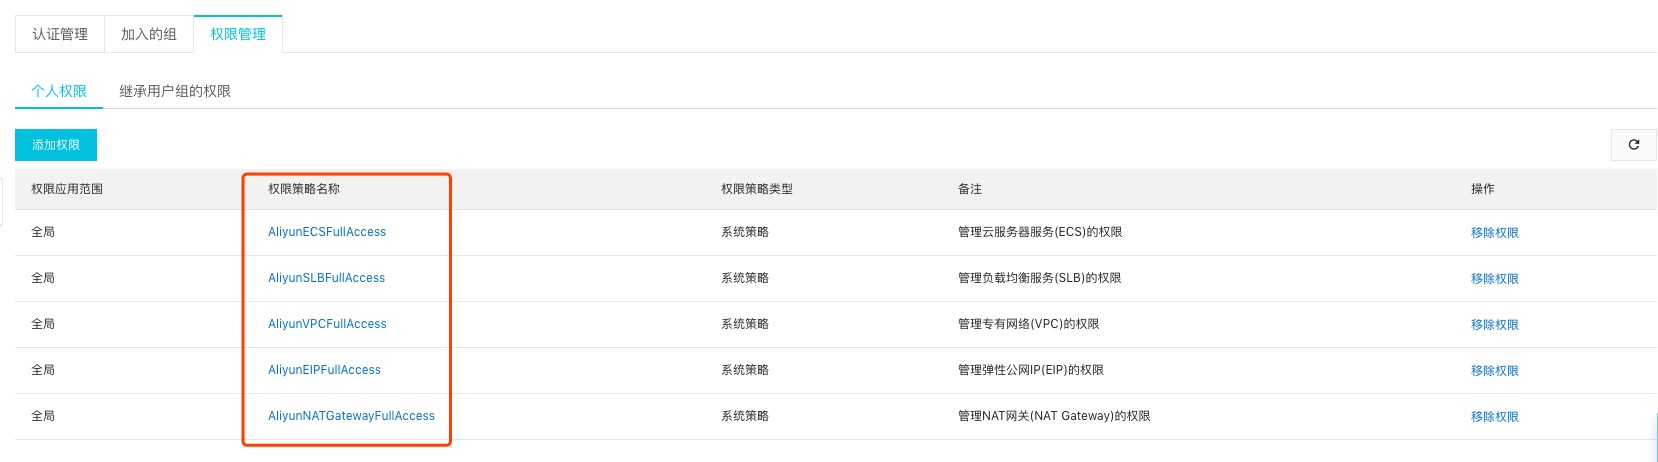 认证管理 加入的组 权限管理
个人权限 继承用户组的权限
添加权限
权限应用范围 权限策略名称 权限策略类型 备注 操作
全局 AliyunECSFullAccess 系统策略 管理云服务器服务(ECS)的权限 移除权限
全局 AliyunSLBFullAccess 系统策略 管理负载均衡服务(SLB)的权限 移除权限
全局 AliyunVPCFullAccess 系统策略 管理专有网络(VPC)的权限 移除权限
全局 AliyunEIPFullAccess 系统策略 管理弹性公网IP(EIP)的权限 移除权限
全局 AliyunNATGatewayFullAccess 系统策略 管理NAT网关(NAT Gateway)的权限 移除权限